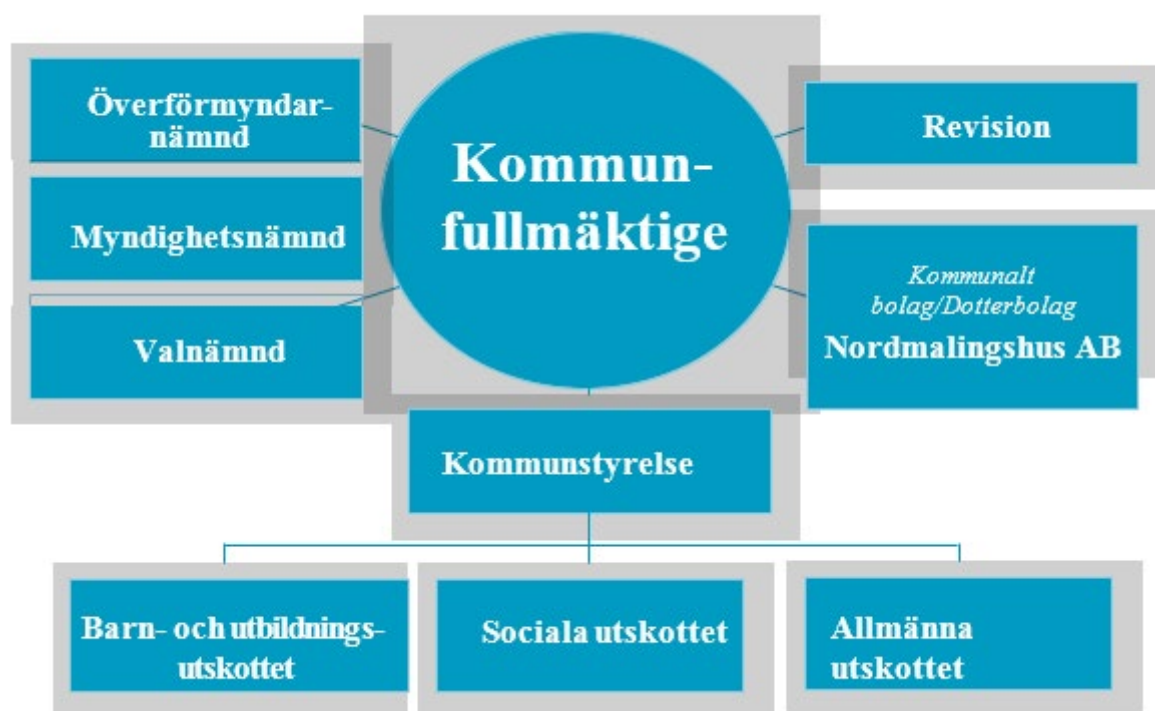 Överförmyndar-
nämnd
Myndighetsnämnd
Valnämnd
Kommun-
fullmäktige
Revision
Kommunalt
bolag/Dotterbolag
Nordmalingshus AB
Kommunstyrelse
Barn- och utbildnings-
utskottet
Sociala utskottet
Allmänna
utskottet